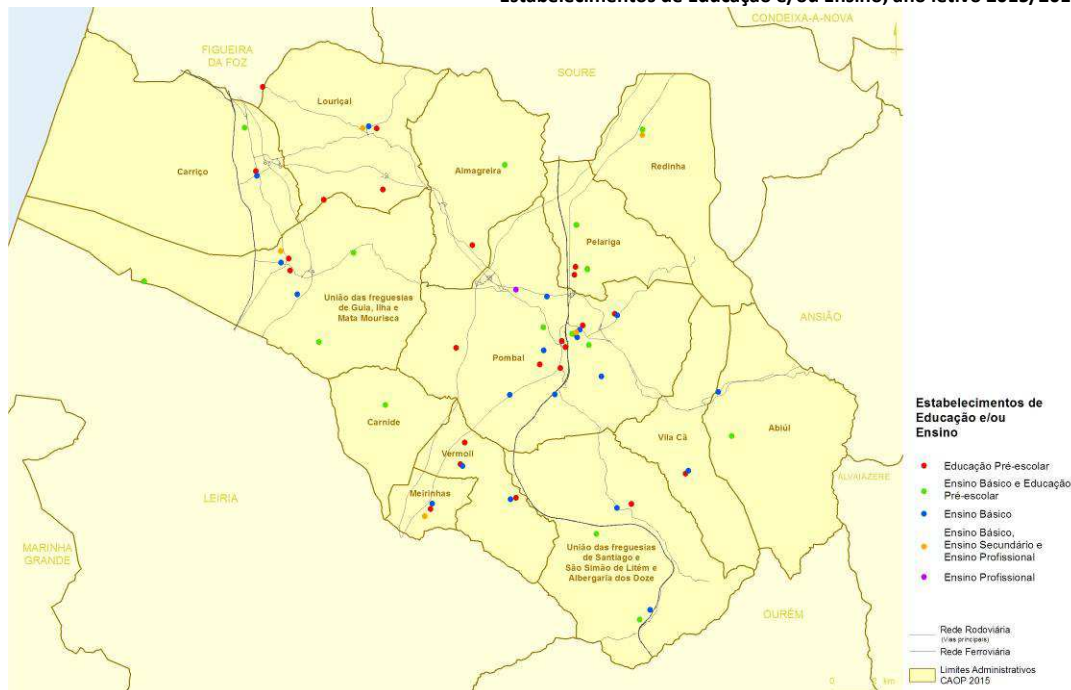 Estabelecimentos de Educação e/ou Ensino, ano letivo 2015/201
CONDEIXA-A-NOVA
FIGUEIRA
DA FOZ
SOURE
Louriçal
Carriço
Almagreira
Redinha
Pelariga
União das freguesias
de Guia, Ilha e
Mata Mourisca
ANSIÃO
Pombal
Carnide
Vila Cã
Abiúl
Vermoil
Meirinhas
LEIRIA
ALVAIAZERE
MARINHA
GRANDE
União das freguesias
de Santiago e
São Simão de Litém e
Albergaria dos Doze
OURÉM
0 2 km
Estabelecimentos de
Educação e/ou
Ensino
Educação Pré-escolar
Ensino Básico e Educação
Pré-escolar
Ensino Básico
Ensino Básico,
Ensino Secundário e
Ensino Profissional
Ensino Profissional
Rede Rodoviária
(Vias principais)
Rede Ferroviária
Limites Administrativos
CAOP 2015